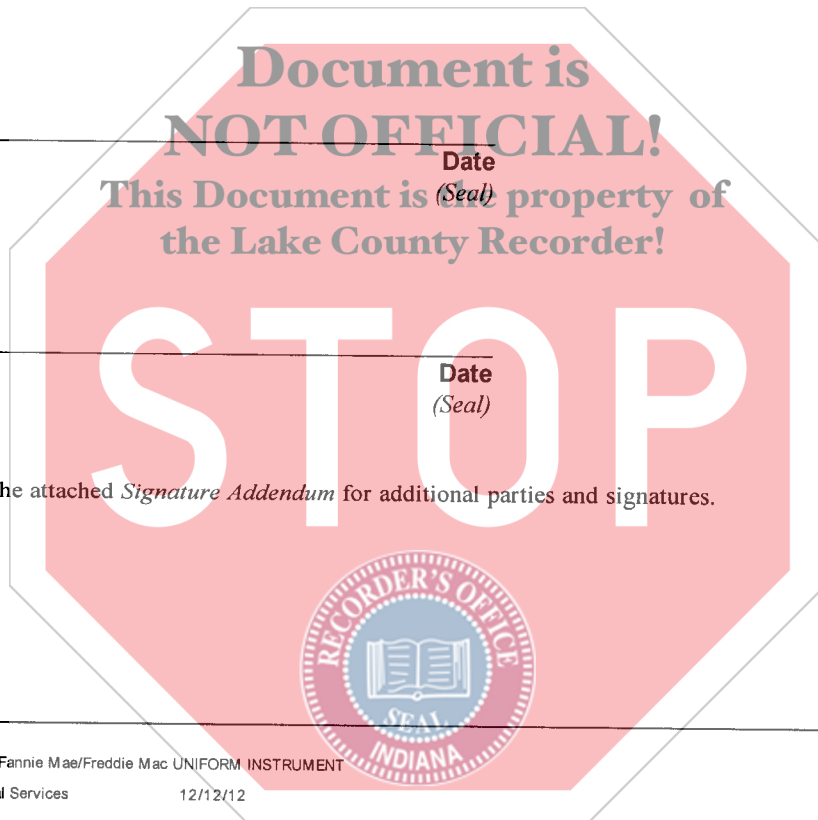 Document is
NOT OFFICIAL!
Date
This Document is the property of
(Seal)
the Lake County Recorder!
STOP
Date
(Seal)
he attached Signature Addendum for additional parties and signatures.
RECORDER'S OFFICE
SEAL
INDIANA
Fannie Mae/Freddie Mac UNIFORM INSTRUMENT
l Services 12/12/12